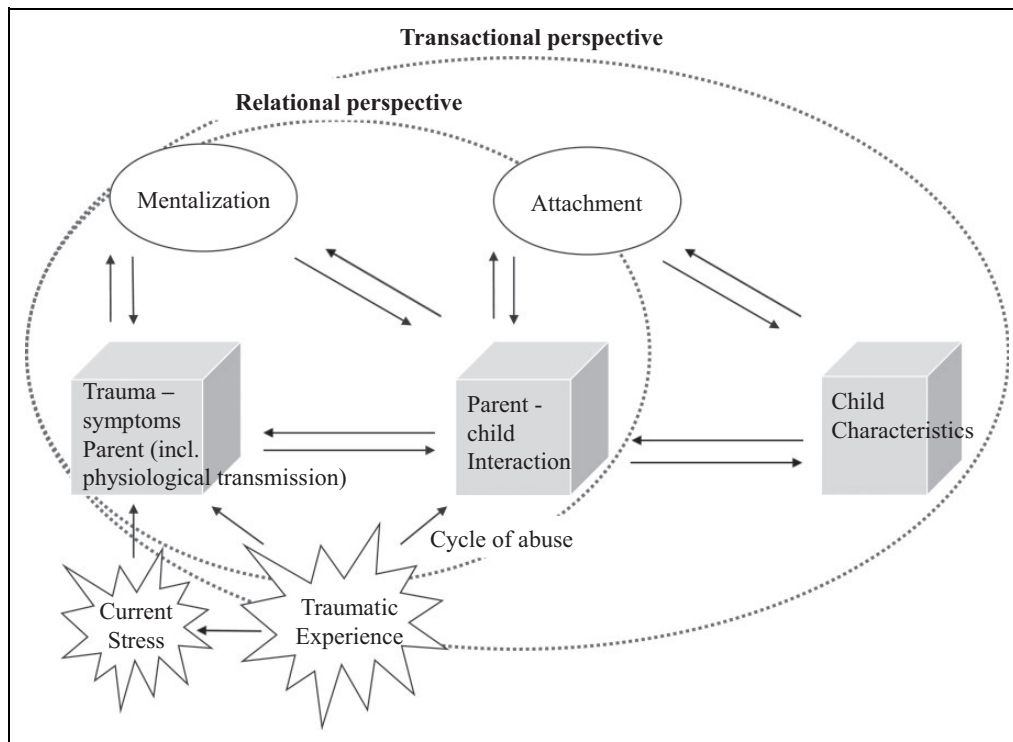 Transactional perspective
Relational perspective
Mentalization
Attachment
Trauma –
symptoms
Parent (incl.
physiological transmission)
Parent -
child
Interaction
Child
Characteristics
Cycle of abuse
Current
Stress
Traumatic
Experience